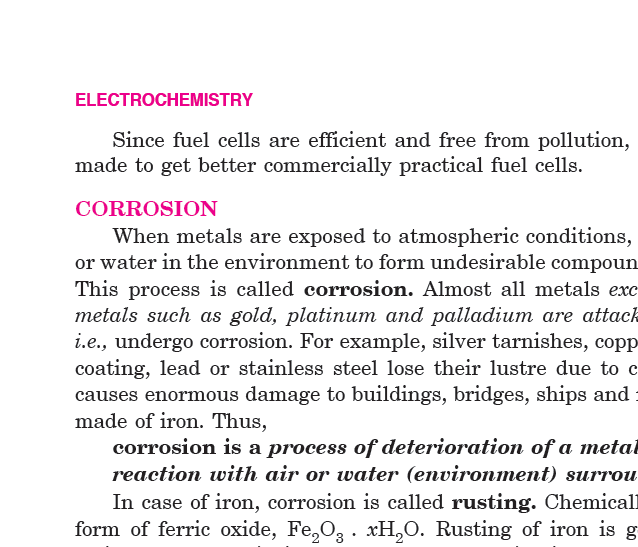 ELECTROCHEMISTRY
Since fuel cells are efficient and free from pollution,
made to get better commercially practical fuel cells.
CORROSION
When metals are exposed to atmospheric conditions,
or water in the environment to form undesirable compoun
This process is called corrosion. Almost all metals exc
metals such as gold, platinum and palladium are attack
i.e., undergo corrosion. For example, silver tarnishes, copp
coating, lead or stainless steel lose their lustre due to c
causes enormous damage to buildings, bridges, ships and
made of iron. Thus,
corrosion is a process of deterioration of a metal
reaction with air or water (environment) surrou
In case of iron, corrosion is called rusting. Chemicall
form of ferric oxide, Fe₂O₃ . xH₂O. Rusting of iron is g